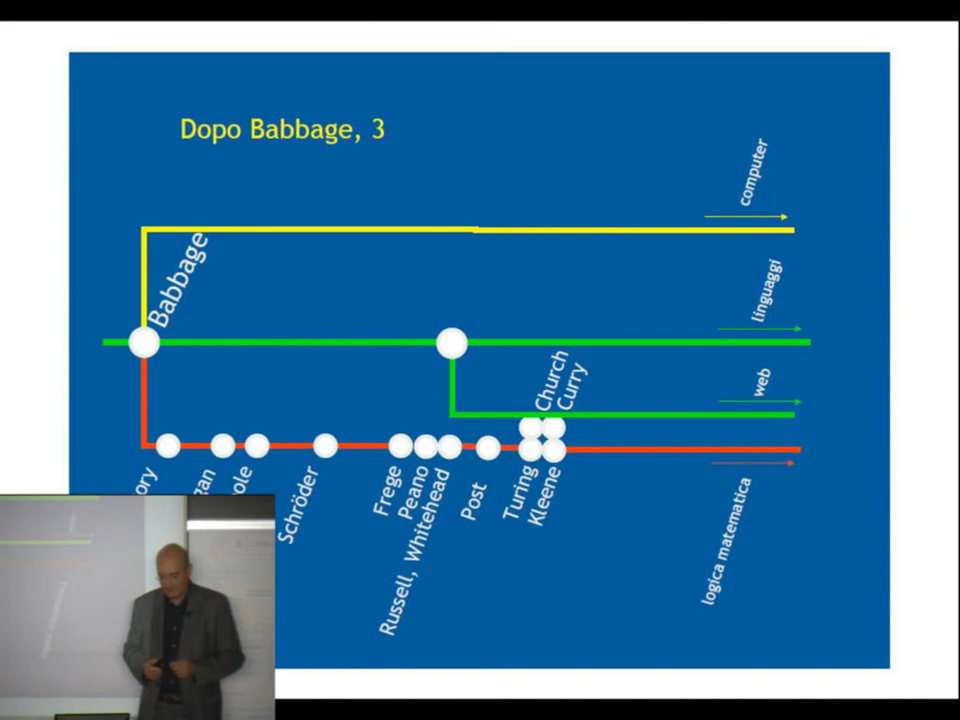 Dopo Babbage, 3
computer
Babbage
linguaggi
Church
Curry
web
Schröder
Frege
Peano
Russell, Whitehead
Post
Turing
Kleene
logica matematica